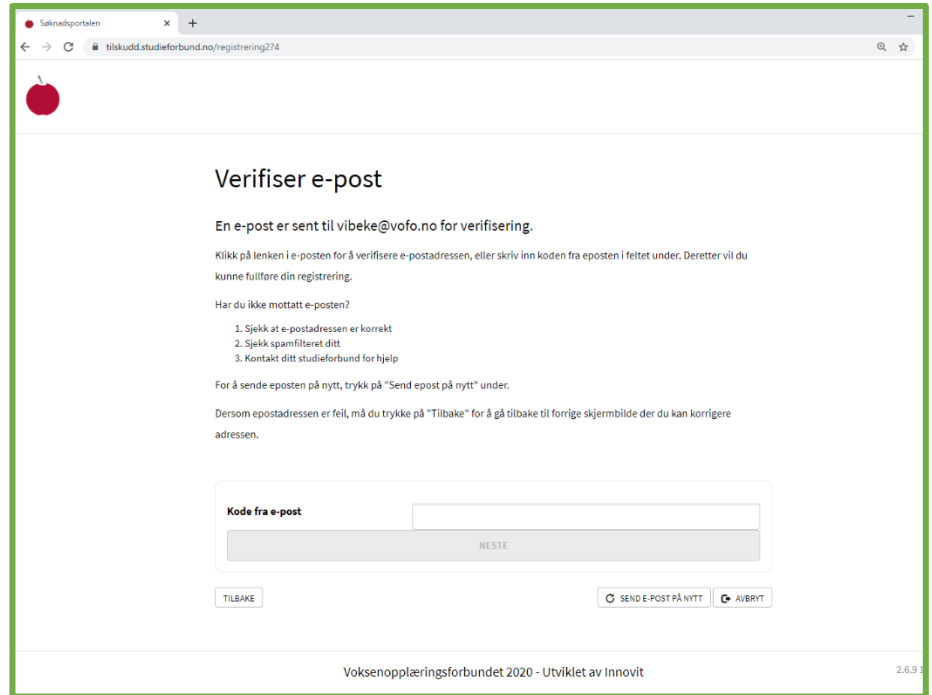 Søknadsportalen
tilskudd.studieforbund.no/registrering2?4
Verifiser e-post
En e-post er sent til vibeke@vofo.no for verifisering.
Klikk på lenken i e-posten for å verifisere e-postadressen, eller skriv inn koden fra eposten i feltet under. Deretter vil du
kunne fullføre din registrering.
Har du ikke mottatt e-posten?
1. Sjekk at e-postadressen er korrekt
2. Sjekk spamfilteret ditt
3. Kontakt ditt studieforbund for hjelp
For å sende eposten på nytt, trykk på "Send epost på nytt" under.
Dersom epostadressen er feil, må du trykke på "Tilbake" for å gå tilbake til forrige skjermbilde der du kan korrigere
adressen.
Kode fra e-post
NESTE
TILBAKE
SEND E-POST PÅ NYTT
AVBRYT
Voksenopplæringsforbundet 2020 - Utviklet av Innovit
2.6.9